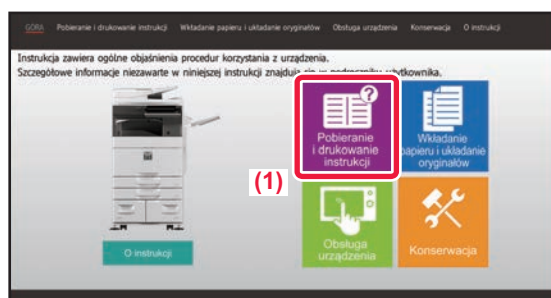 GÓRA Pobieranie i drukowanie instrukcji Wkładanie papieru i układanie oryginałów Obsługa urządzenia Konserwacja O instrukcji
Instrukcja zawiera ogólne objaśnienia procedur korzystania z urządzenia.
Szczegółowe informacje niezawarte w niniejszej instrukcji znajdują się w podręczniku użytkownika.
Pobieranie
i drukowanie
instrukcji
Wkładanie
papieru i układanie
oryginałów
(1)
Obsługa
urządzenia
Konserwacja
O instrukcji